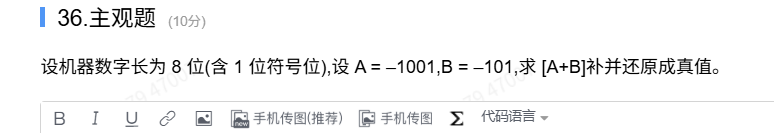 36.主观题 (10分)
设机器数字长为 8 位(含 1 位符号位),设 A = –1001,B = –101,求 [A+B]补并还原成真值。
B I U 手机传图(推荐) 手机传图 Σ 代码语言